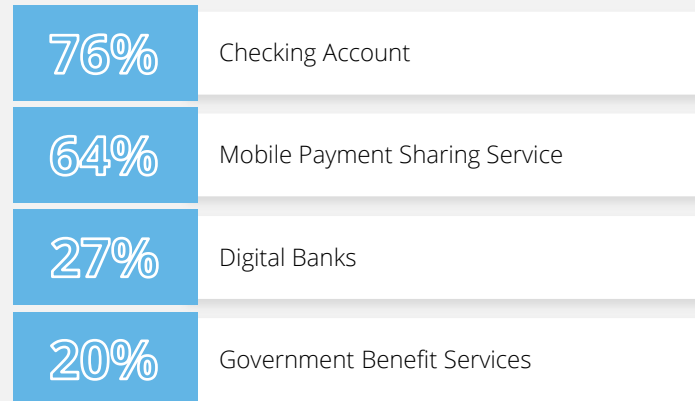 76% Checking Account
64% Mobile Payment Sharing Service
27% Digital Banks
20% Government Benefit Services